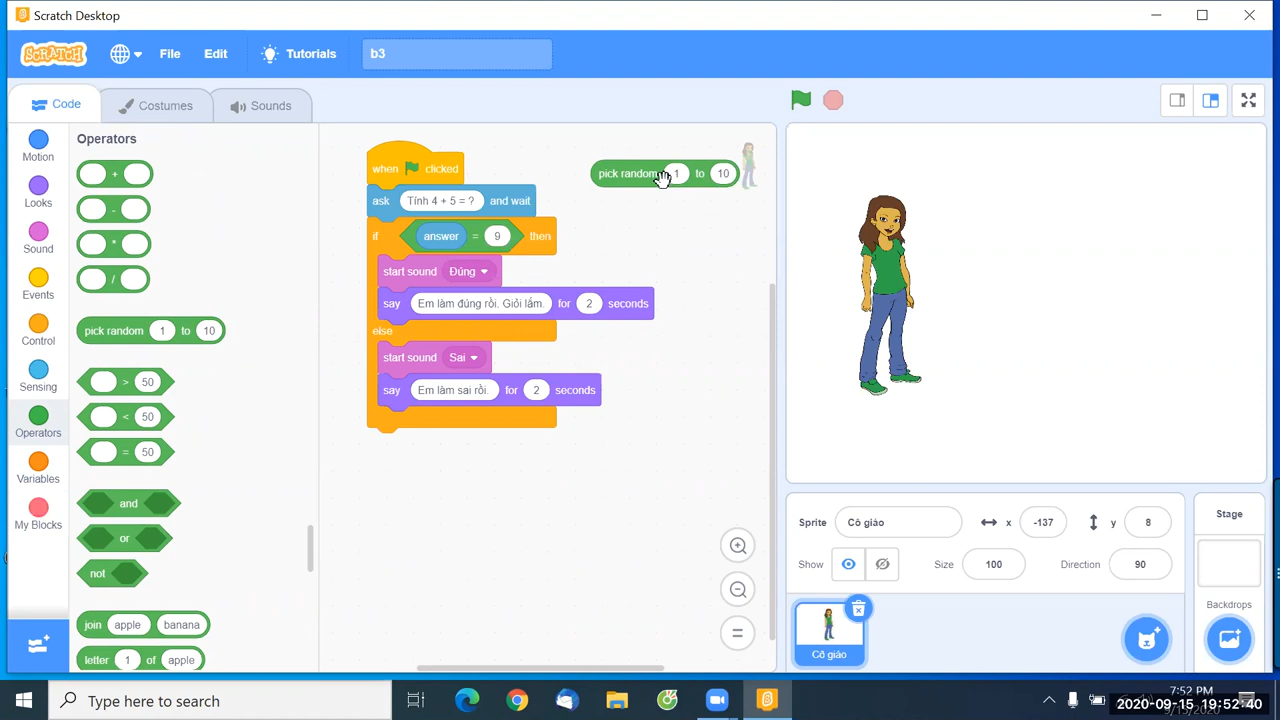 Scratch Desktop
SCRATCH File Edit Tutorials b3
Code Costumes Sounds
Motion
Looks
Sound
Events
Control
Sensing
Operators
Variables
My Blocks
Operators
+
-
*
/
pick random 1 to 10
> 50
< 50
= 50
and
or
not
join apple banana
letter 1 of apple
when clicked
ask Tính 4 + 5 = ? and wait
if answer = 9 then
start sound Đúng
say Em làm đúng rồi. Giỏi lắm. for 2 seconds
else
start sound Sai
say Em làm sai rồi. for 2 seconds
pick random 1 to 10
Sprite Cô giáo x -137 y 8
Show Size 100 Direction 90
Cô giáo
Stage
Backdrops
Type here to search
7:52 PM
2020-09-15 19:52:40